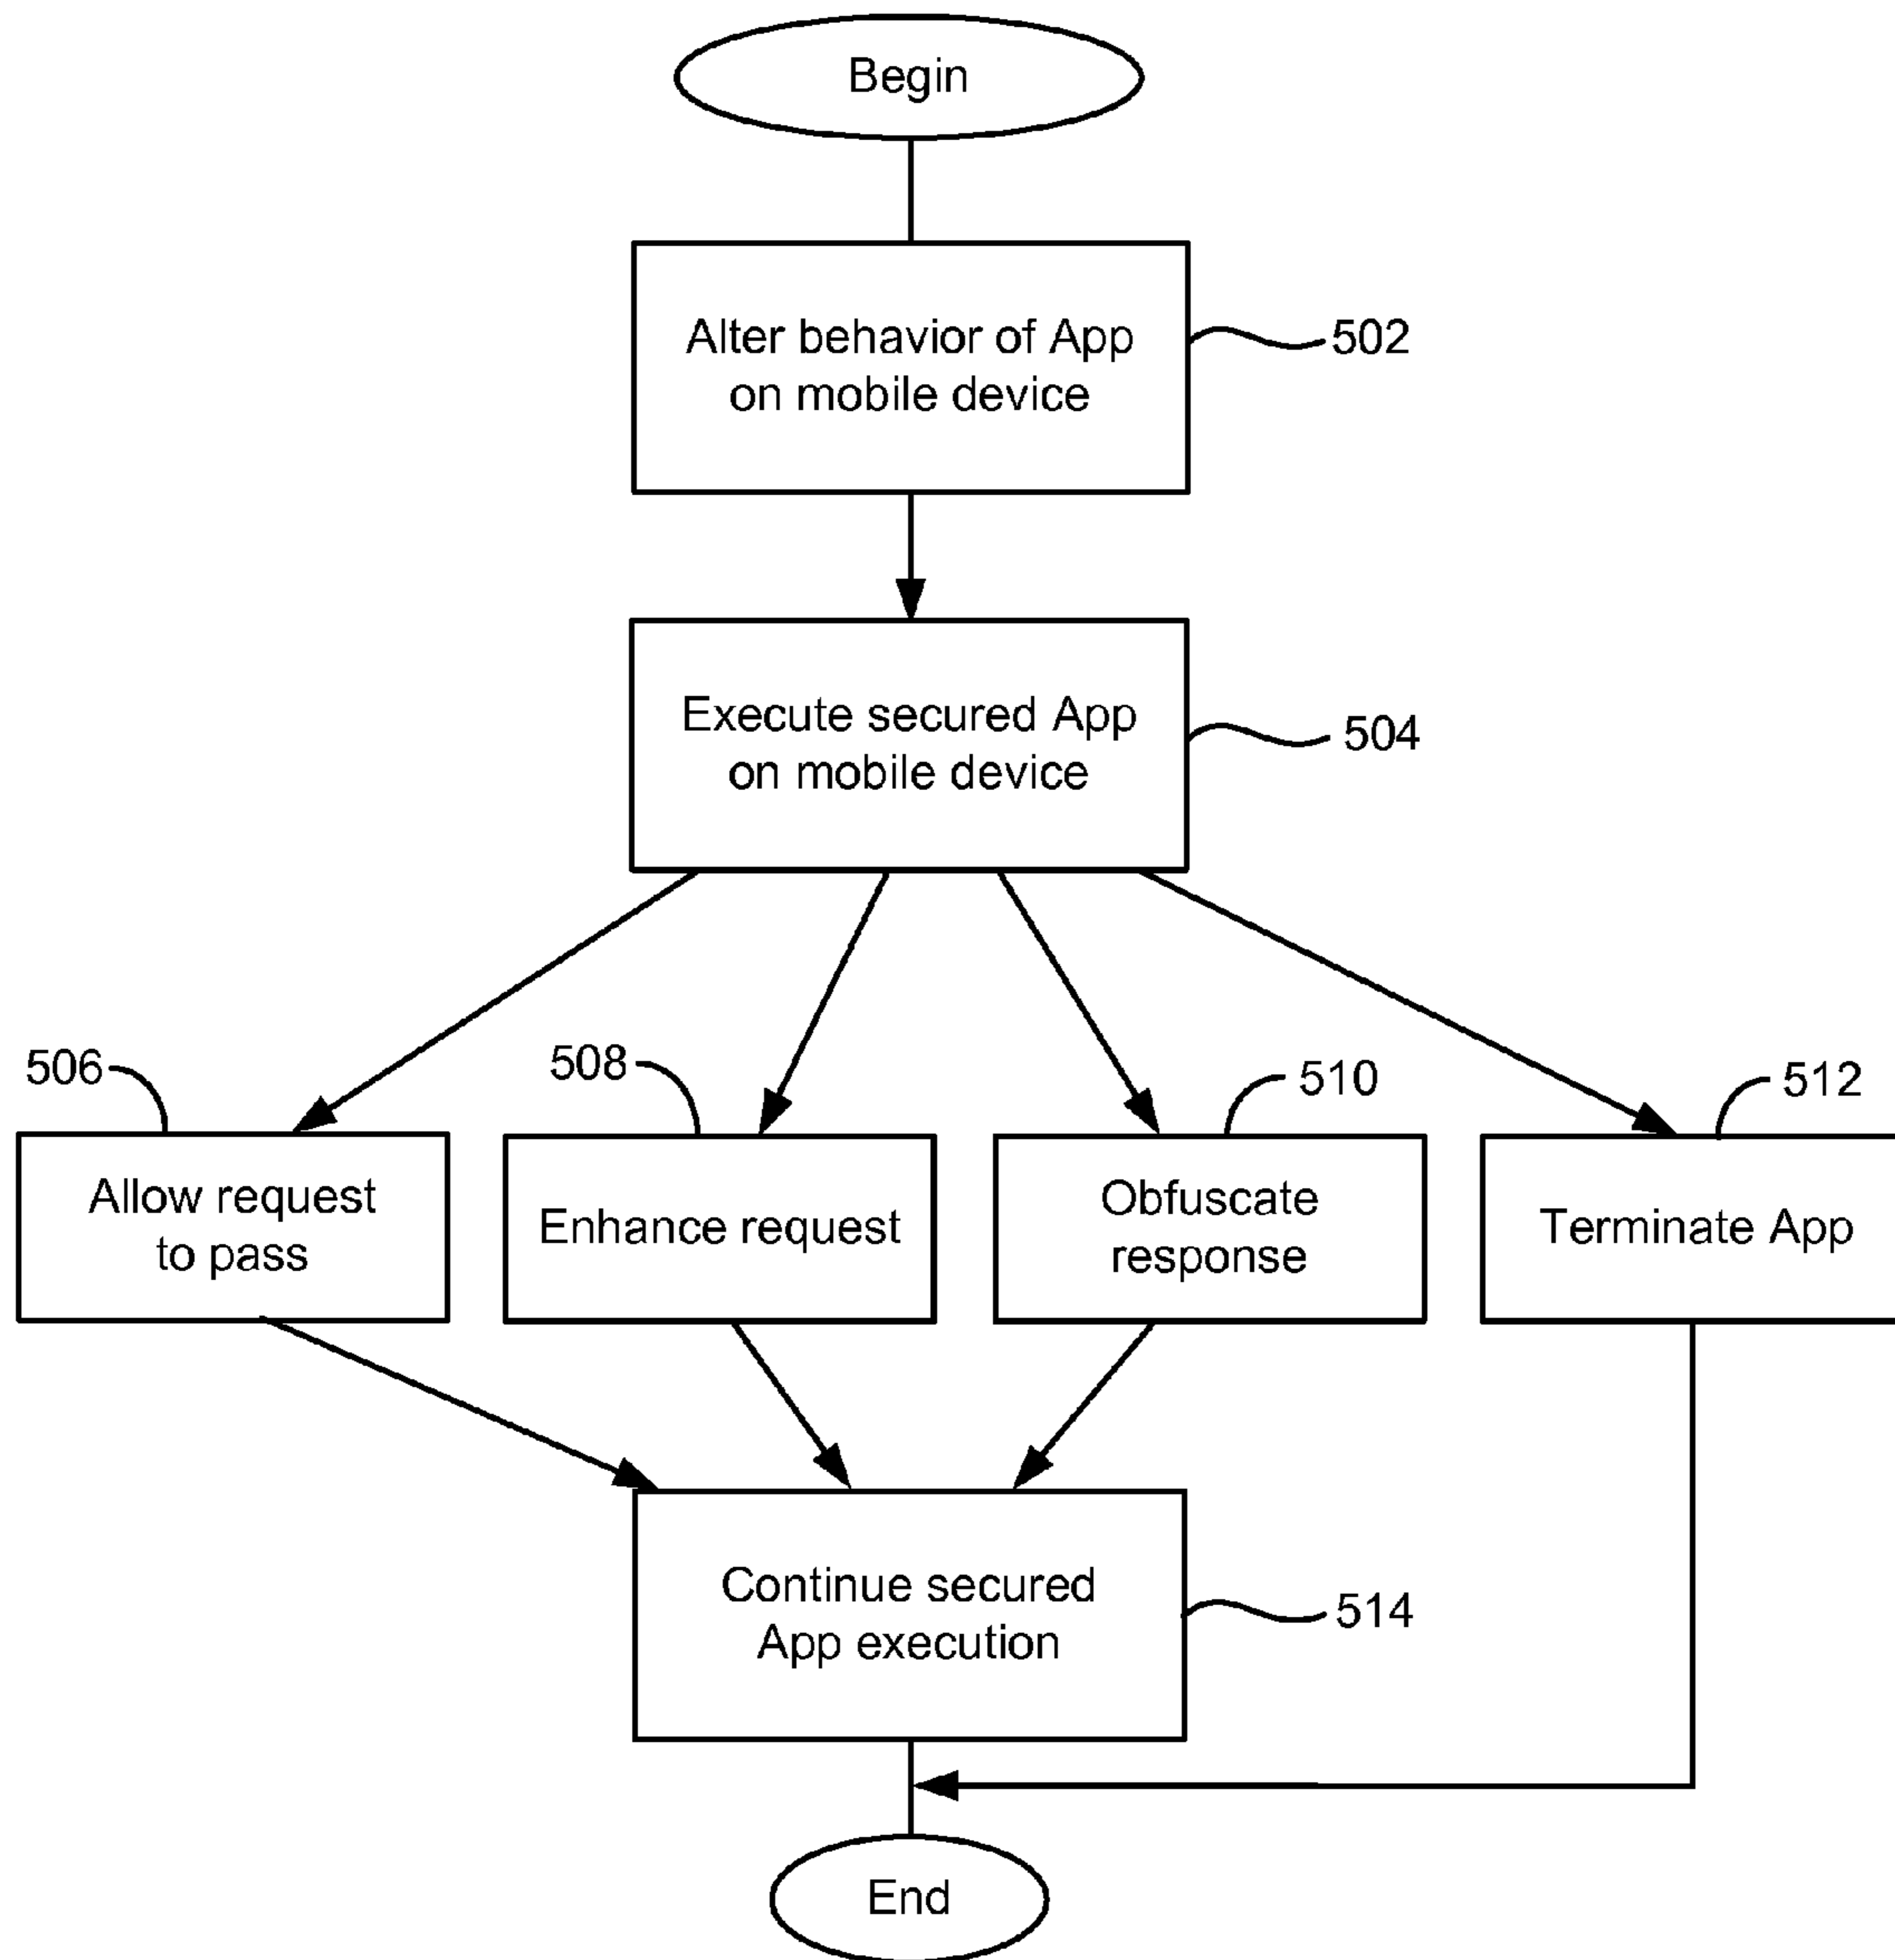 Begin
Alter behavior of App
on mobile device
502
Execute secured App
on mobile device
504
506
508
510
512
Allow request
to pass
Enhance request
Obfuscate
response
Terminate App
Continue secured
App execution
514
End